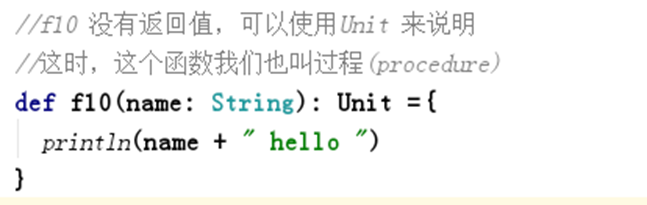 //f10 没有返回值，可以使用Unit 来说明
//这时，这个函数我们也叫过程(procedure)
def f10(name: String): Unit ={
  println(name + " hello ")
}